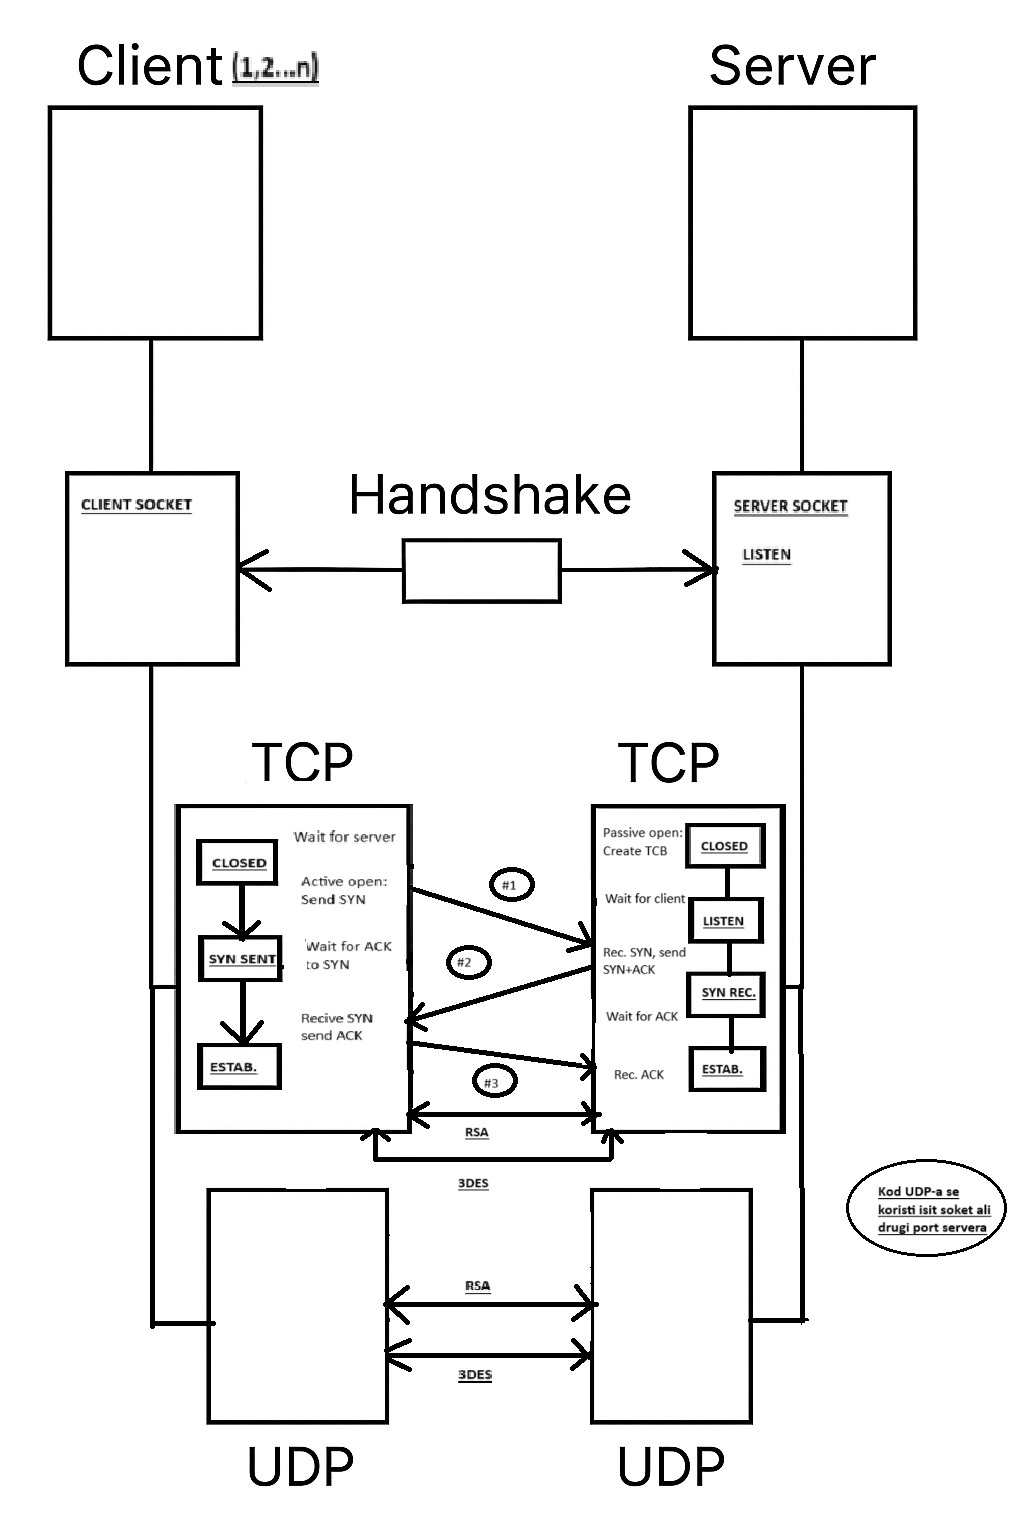 Client (1,2...n)
Server
Handshake
CLIENT SOCKET
SERVER SOCKET
LISTEN
TCP
TCP
Wait for server
CLOSED
Active open:
Send SYN
Wait for ACK
to SYN
SYN SENT
Recive SYN
send ACK
ESTAB.
#1
#2
#3
Passive open:
Create TCB
CLOSED
Wait for client
LISTEN
Rec. SYN, send
SYN+ACK
SYN REC.
Wait for ACK
Rec. ACK
ESTAB.
RSA
3DES
Kod UDP-a se
koristi isit soket ali
drugi port servera
RSA
3DES
UDP
UDP